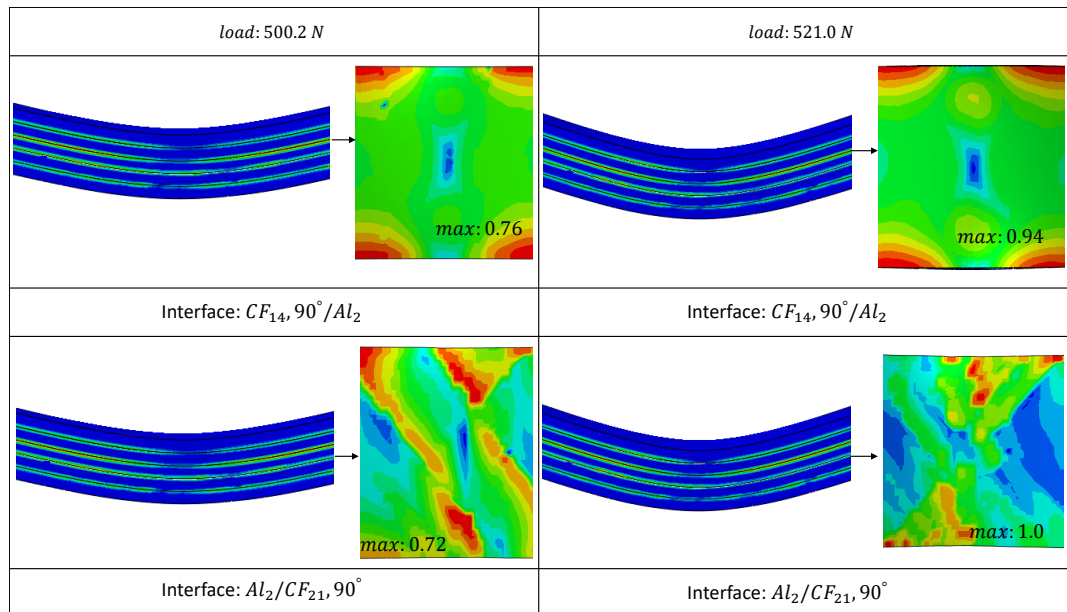 load: 500.2 N
load: 521.0 N
max: 0.76
max: 0.94
Interface: CF₁₄, 90°/Al₂
Interface: CF₁₄, 90°/Al₂
max: 0.72
max: 1.0
Interface: Al₂/CF₂₁, 90°
Interface: Al₂/CF₂₁, 90°